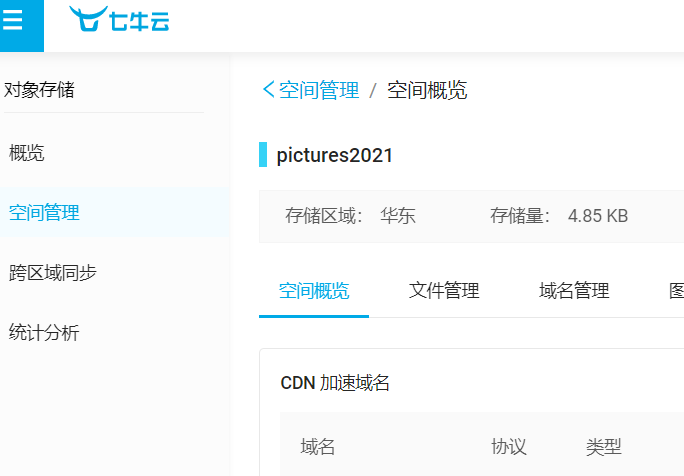 七牛云
对象存储
概览
空间管理
跨区域同步
统计分析
空间管理 / 空间概览
pictures2021
存储区域： 华东 存储量： 4.85 KB
空间概览 文件管理 域名管理
CDN 加速域名
域名 协议 类型